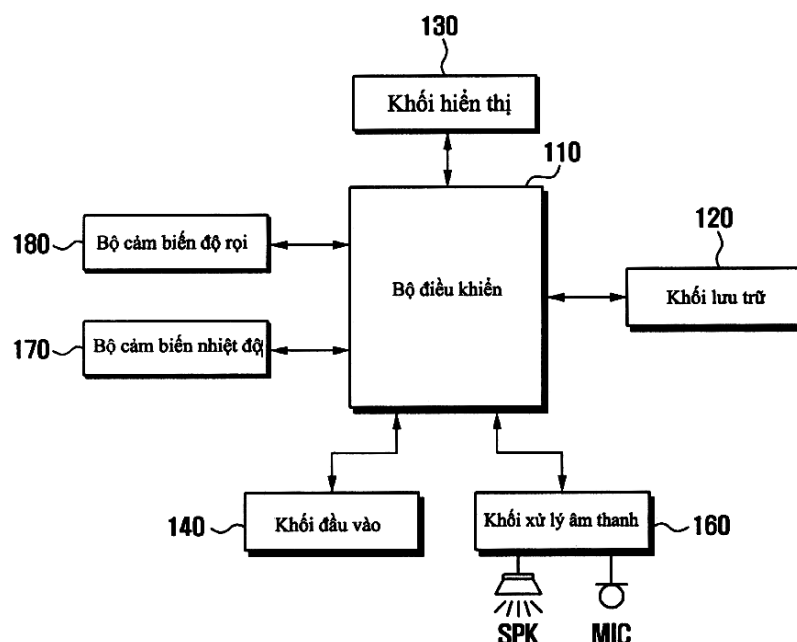 130
Khối hiển thị
110
180
Bộ cảm biến độ rọi
120
Bộ điều khiển
Khối lưu trữ
170
Bộ cảm biến nhiệt độ
140
Khối đầu vào
Khối xử lý âm thanh
160
SPK
MIC